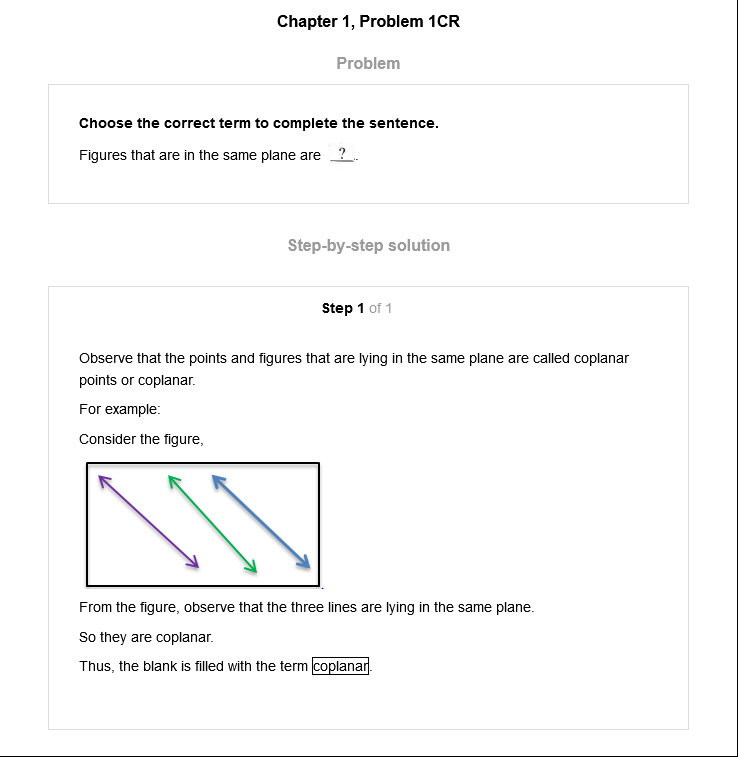 Chapter 1, Problem 1CR
Problem
Choose the correct term to complete the sentence.
Figures that are in the same plane are ? .
Step-by-step solution
Step 1 of 1
Observe that the points and figures that are lying in the same plane are called coplanar
points or coplanar.
For example:
Consider the figure,
.
From the figure, observe that the three lines are lying in the same plane.
So they are coplanar.
Thus, the blank is filled with the term coplanar.